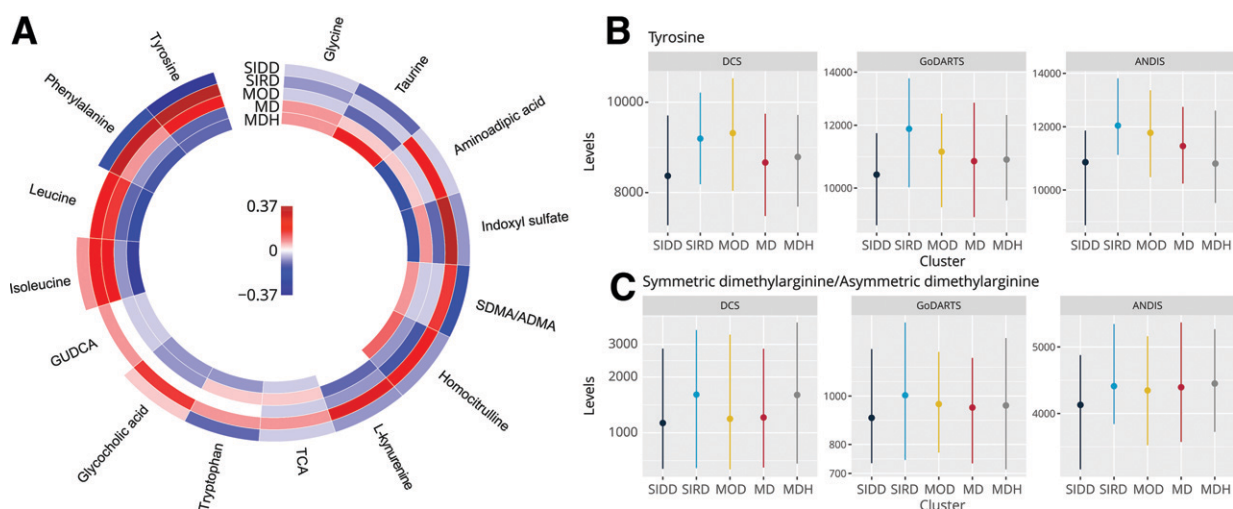 A
Tyrosine
Phenylalanine
Leucine
Isoleucine
GUDCA
Glycocholic acid
Tryptophan
TCA
L-kynurenine
Homocitrulline
SDMA/ADMA
Indoxyl sulfate
Aminoadipic acid
Taurine
Glycine
SIDD
SIRD
MOD
MD
MDH
0.37
0
−0.37
B
Tyrosine
DCS
GoDARTS
ANDIS
Levels
10000
8000
14000
12000
10000
14000
12000
10000
SIDD SIRD MOD MD MDH
SIDD SIRD MOD MD MDH
SIDD SIRD MOD MD MDH
Cluster
C
Symmetric dimethylarginine/Asymmetric dimethylarginine
DCS
GoDARTS
ANDIS
Levels
3000
2000
1000
1000
800
700
5000
4000
SIDD SIRD MOD MD MDH
SIDD SIRD MOD MD MDH
SIDD SIRD MOD MD MDH
Cluster